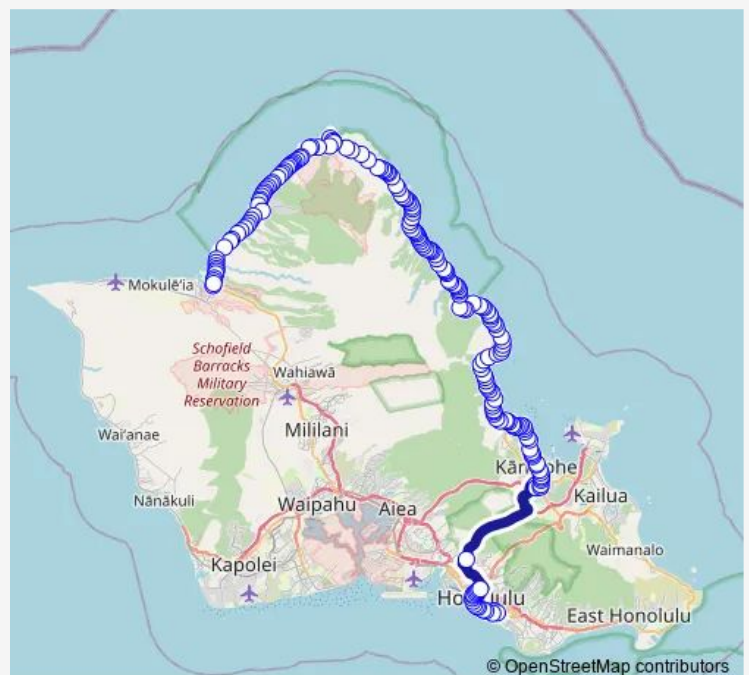 Mokulē‘ia
Schofield
Barracks
Military
Reservation
Wahiawā
Mililani
Wai‘anae
Nānākuli
Waipahu
Aiea
Kailua
Waimanalo
Kapolei
East Honolulu
© OpenStreetMap contributors